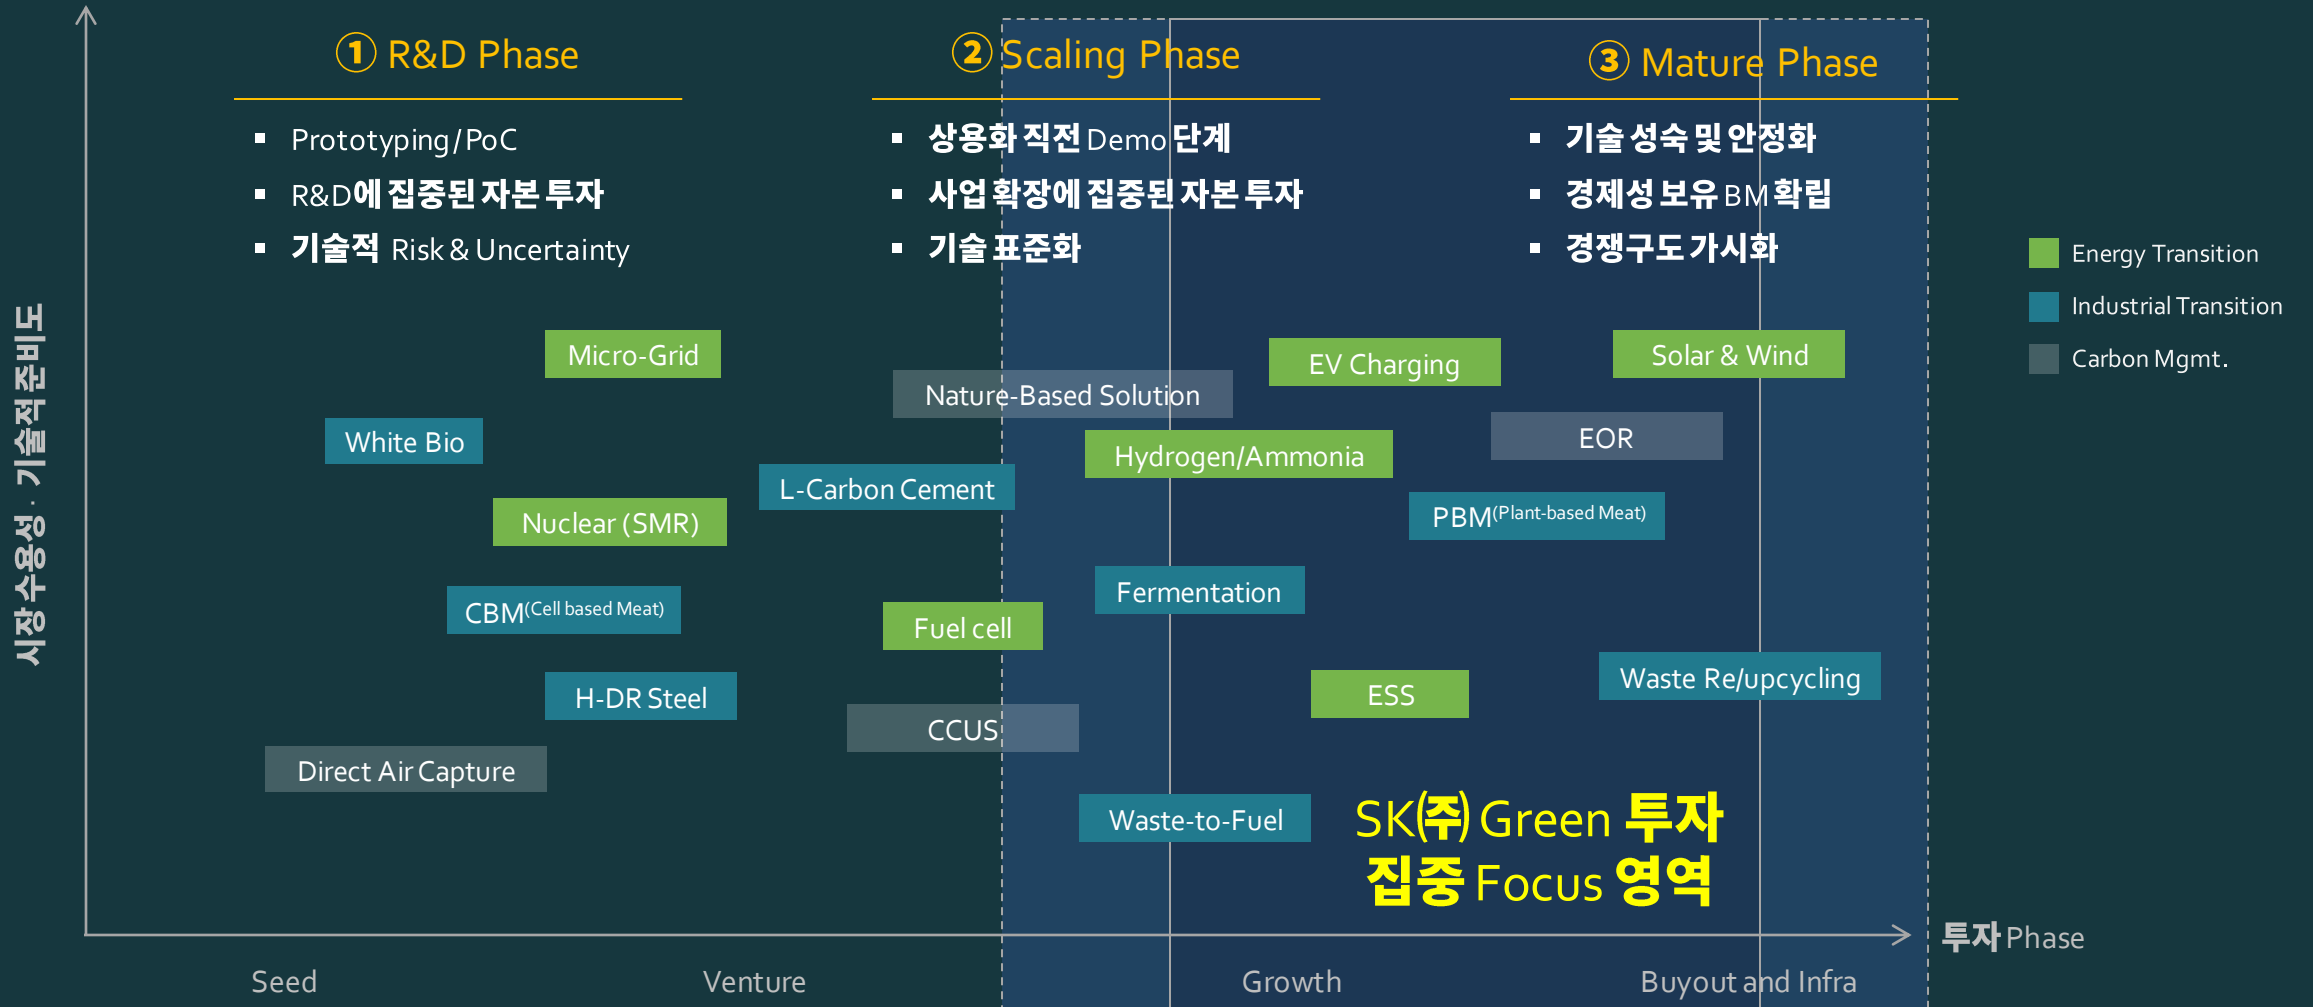 ① R&D Phase
Prototyping/PoC
R&D에 집중된 자본 투자
기술적 Risk & Uncertainty
② Scaling Phase
상용화 직전 Demo 단계
사업 확장에 집중된 자본 투자
기술 표준화
③ Mature Phase
기술 성숙 및 안정화
경제성 보유 BM 확립
경쟁구도 가시화
Energy Transition
Industrial Transition
Carbon Mgmt.
시장 수용성 · 기술적 준비도
Micro-Grid
White Bio
Nuclear (SMR)
CBM(Cell based Meat)
H-DR Steel
Direct Air Capture
Nature-Based Solution
L-Carbon Cement
Fuel cell
CCUS
Hydrogen/Ammonia
Fermentation
Waste-to-Fuel
EV Charging
Solar & Wind
EOR
PBM(Plant-based Meat)
ESS
Waste Re/upcycling
SK㈜ Green 투자
집중 Focus 영역
투자 Phase
Seed
Venture
Growth
Buyout and Infra